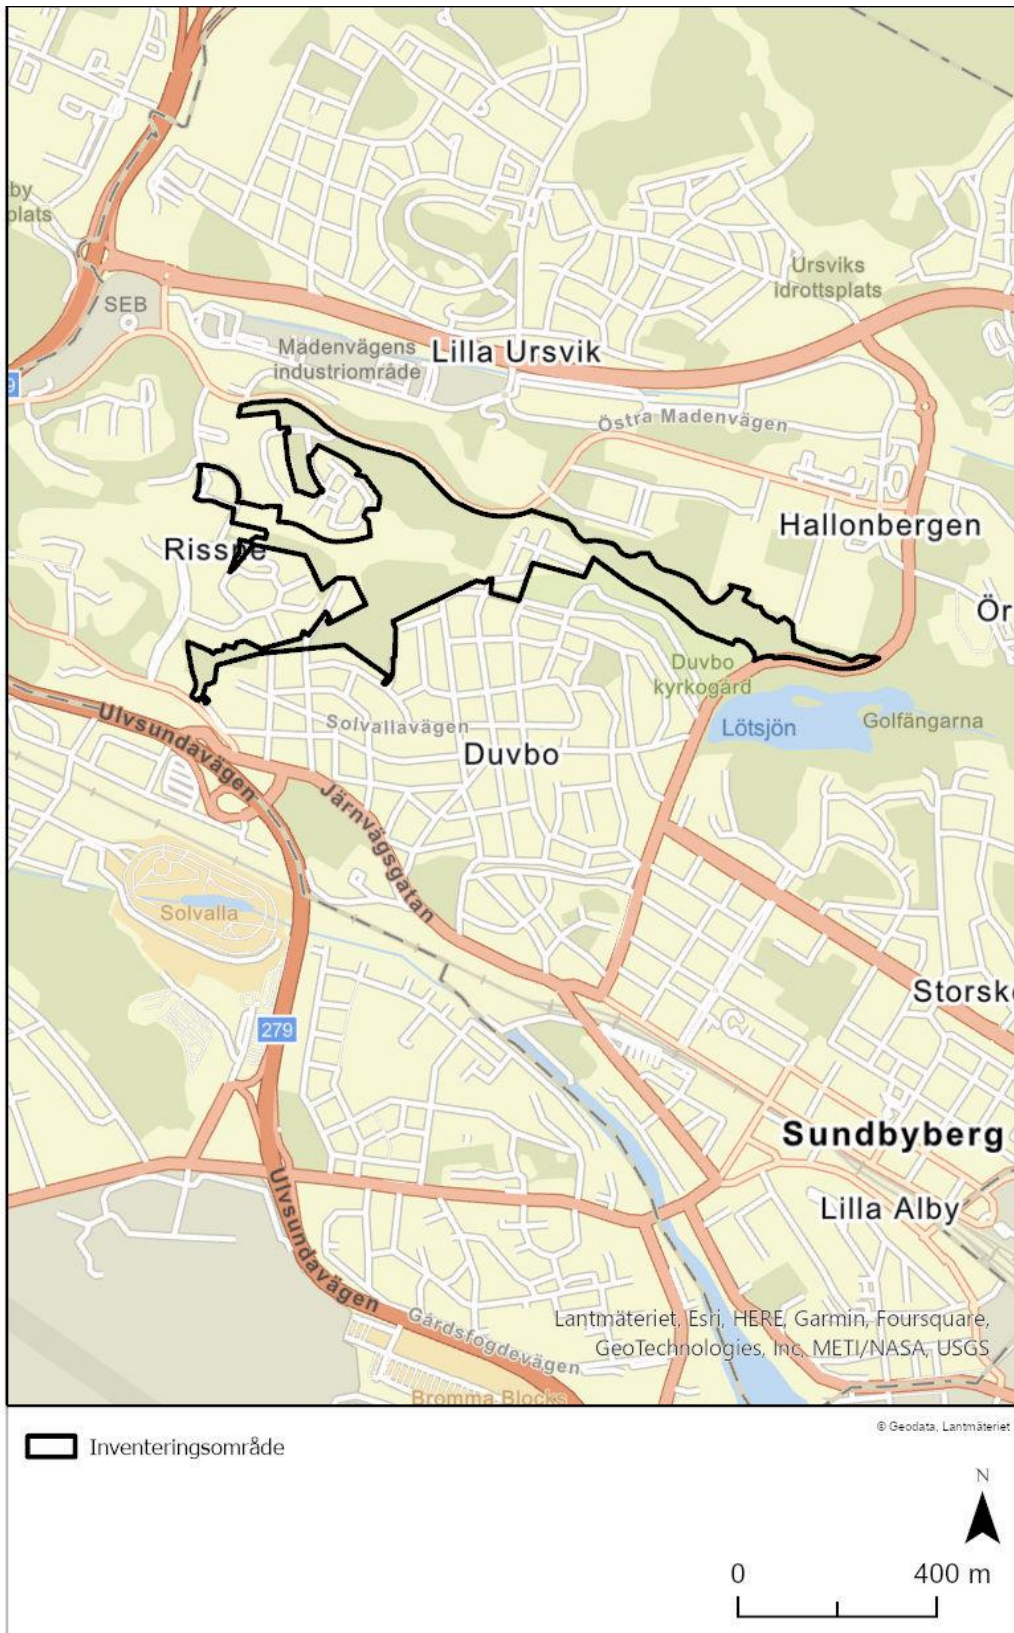 by
plats
Ursviks
idrottsplats
SEB
Madenvägens
industriområde
Lilla Ursvik
9
Östra Madenvägen
Hallonbergen
Rissne
Ör
Duvbo
kyrkogård
Ulvsundavägen
Solvallavägen
Lötsjön
Golfängarna
Duvbo
Järnvägsgatan
Solvalla
Storsk
279
Sundbyberg
Ulvsundavägen
Lilla Alby
Gårdsfogdevägen
Lantmäteriet, Esri, HERE, Garmin, Foursquare,
GeoTechnologies, Inc, METI/NASA, USGS
Bromma Blocks
© Geodata, Lantmäteriet
Inventeringsområde
N
0 400 m